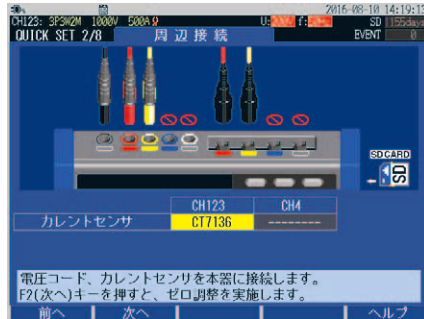 2016-08-10 14:19:13
CH123: 3P3W2M 1000V 500A
U: f: SD 155days
QUICK SET 2/8 周辺接続 EVENT 0
SD CARD
SD
CH123 CH4
カレントセンサ CT7136 --------
電圧コード、カレントセンサを本器に接続します。
F2(次へ)キーを押すと、ゼロ調整を実施します。
前へ 次へ ヘルプ